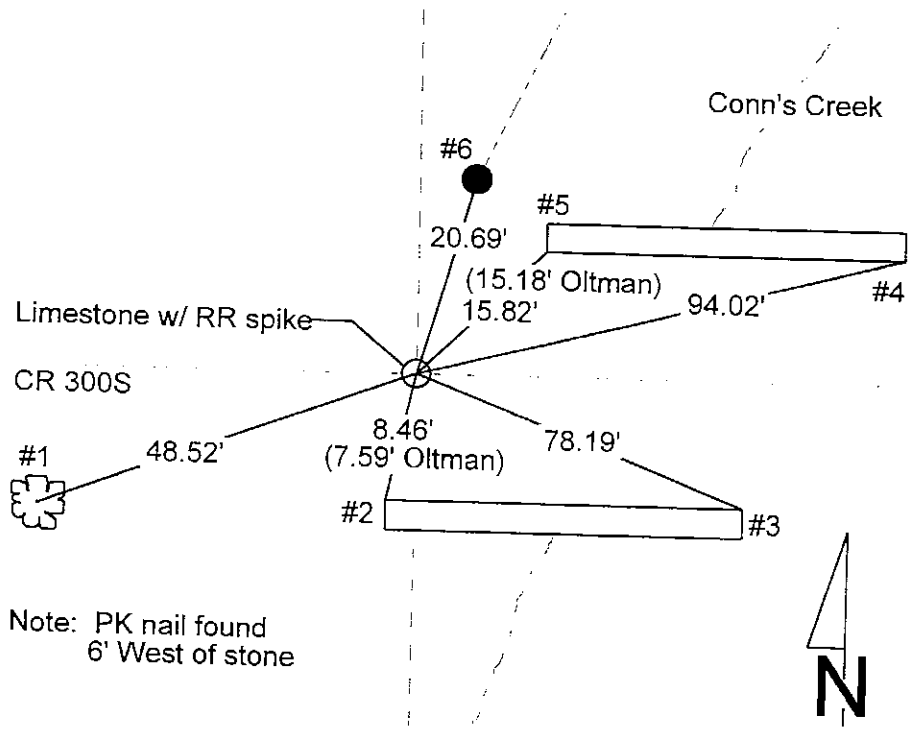 Conn's Creek
#6
#5
20.69'
(15.18' Oltman)
15.82'
#4
94.02'
Limestone w/ RR spike
CR 300S
8.46'
(7.59' Oltman)
78.19'
48.52'
#1
#2
#3
Note: PK nail found
6' West of stone
N